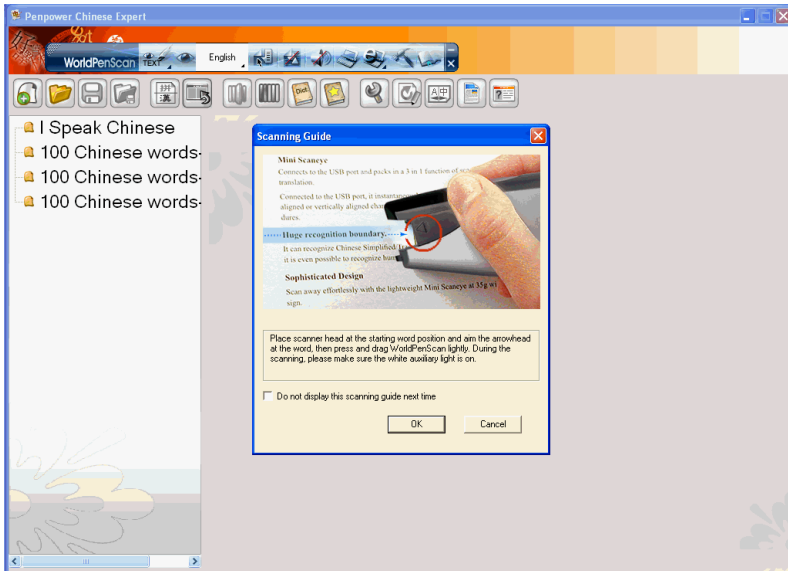 Penpower Chinese Expert
WorldPenScan
TEXT
English
拼
漢
Dict
A中
I Speak Chinese
100 Chinese words-
100 Chinese words-
100 Chinese words-
Scanning Guide
Mini Scaneye
Connects to the USB port and packs in a 3 in 1 function of
translation.
Connected to the USB port, it
aligned or vertically aligned
dures.
Huge recognition boundary.
It can recognize Chinese Simplified
it is even possible to recognize
Sophisticated Design
Scan away effortlessly with the lightweight Mini Scaneye at 35g
sign.
Place scanner head at the starting word position and aim the arrowhead
at the word, then press and drag WorldPenScan lightly. During the
scanning, please make sure the white auxiliary light is on.
Do not display this scanning guide next time
OK
Cancel